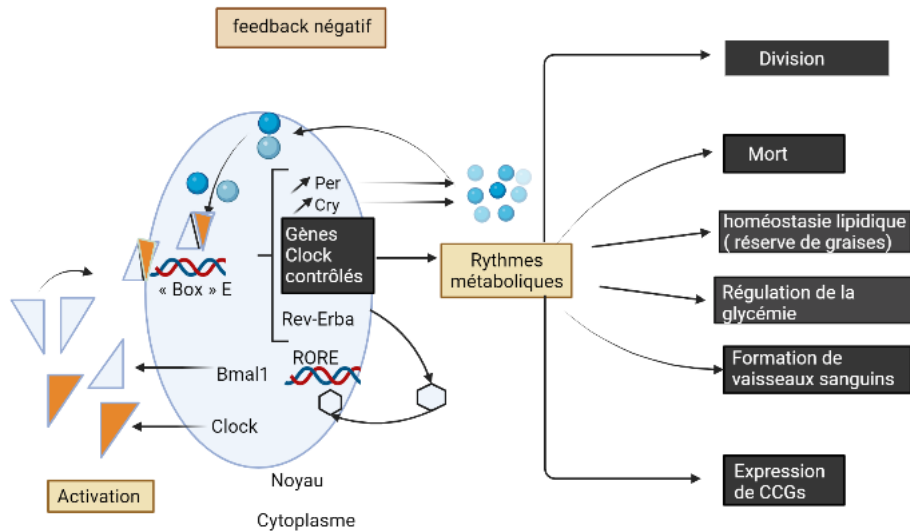 feedback négatif
Per
Cry
Gènes
Clock
contrôlés
Rev-Erba
« Box » E
RORE
Bmal1
Clock
Activation
Noyau
Cytoplasme
Rythmes
métaboliques
Division
Mort
homéostasie lipidique
( réserve de graises)
Régulation de la
glycémie
Formation de
vaisseaux sanguins
Expression
de CCGs